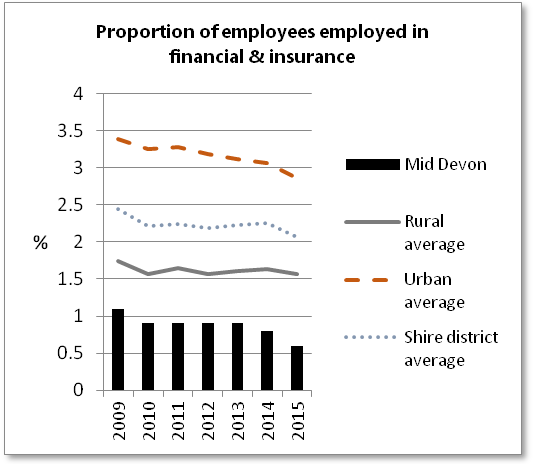 Proportion of employees employed in
financial & insurance
4
3.5
3
2.5
2
1.5
1
0.5
0
%
2009
2010
2011
2012
2013
2014
2015
Mid Devon
Rural
average
Urban
average
Shire district
average